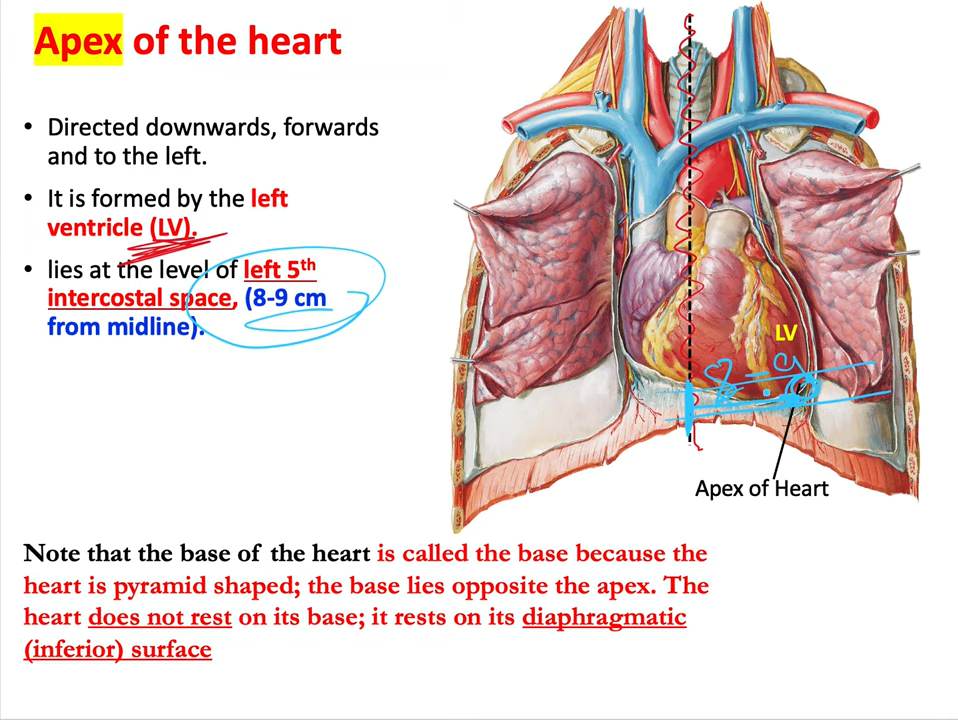 Apex of the heart
• Directed downwards, forwards
and to the left.
• It is formed by the left
ventricle (LV).
• lies at the level of left 5th
intercostal space, (8-9 cm
from midline).
LV
8 - 9
Apex of Heart
Note that the base of the heart is called the base because the
heart is pyramid shaped; the base lies opposite the apex. The
heart does not rest on its base; it rests on its diaphragmatic
(inferior) surface